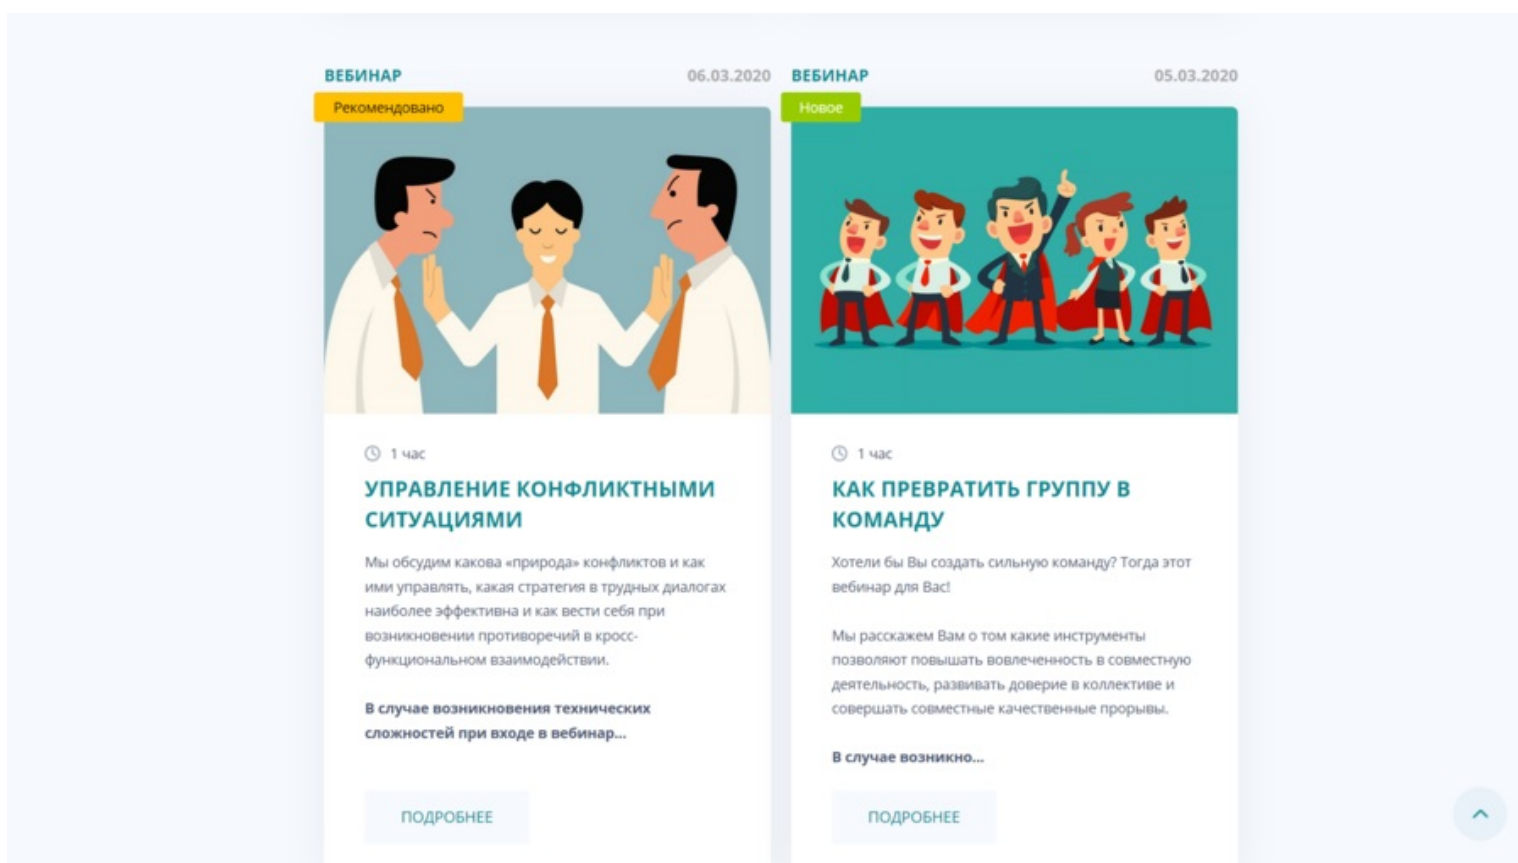 ВЕБИНАР
06.03.2020
Рекомендовано
1 час
УПРАВЛЕНИЕ КОНФЛИКТНЫМИ
СИТУАЦИЯМИ
Мы обсудим какова «природа» конфликтов и как
ими управлять, какая стратегия в трудных диалогах
наиболее эффективна и как вести себя при
возникновении противоречий в кросс-
функциональном взаимодействии.
В случае возникновения технических
сложностей при входе в вебинар...
ПОДРОБНЕЕ
ВЕБИНАР
05.03.2020
Новое
1 час
КАК ПРЕВРАТИТЬ ГРУППУ В
КОМАНДУ
Хотели бы Вы создать сильную команду? Тогда этот
вебинар для Вас!
Мы расскажем Вам о том какие инструменты
позволяют повышать вовлеченность в совместную
деятельность, развивать доверие в коллективе и
совершать совместные качественные прорывы.
В случае возникно...
ПОДРОБНЕЕ